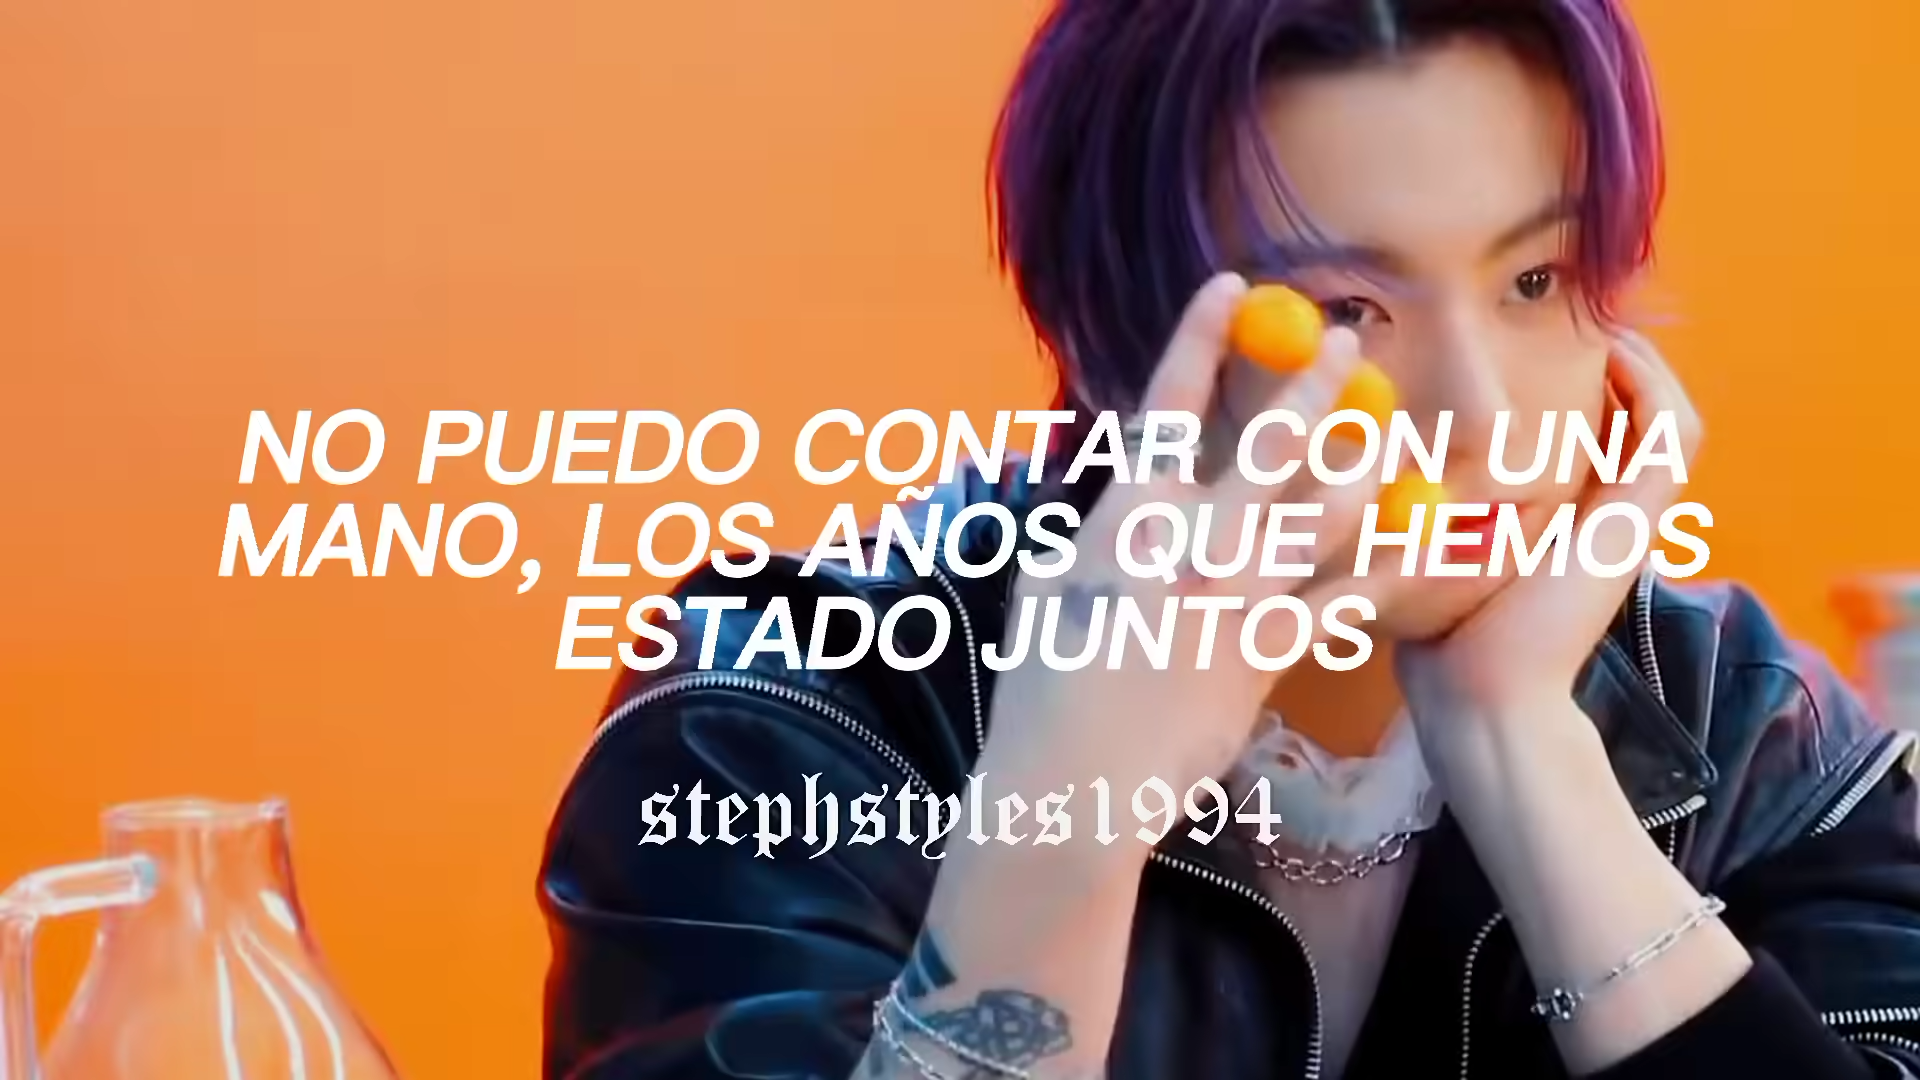 NO PUEDO CONTAR CON UNA
MANO, LOS AÑOS QUE HEMOS
ESTADO JUNTOS
stephstyles1994